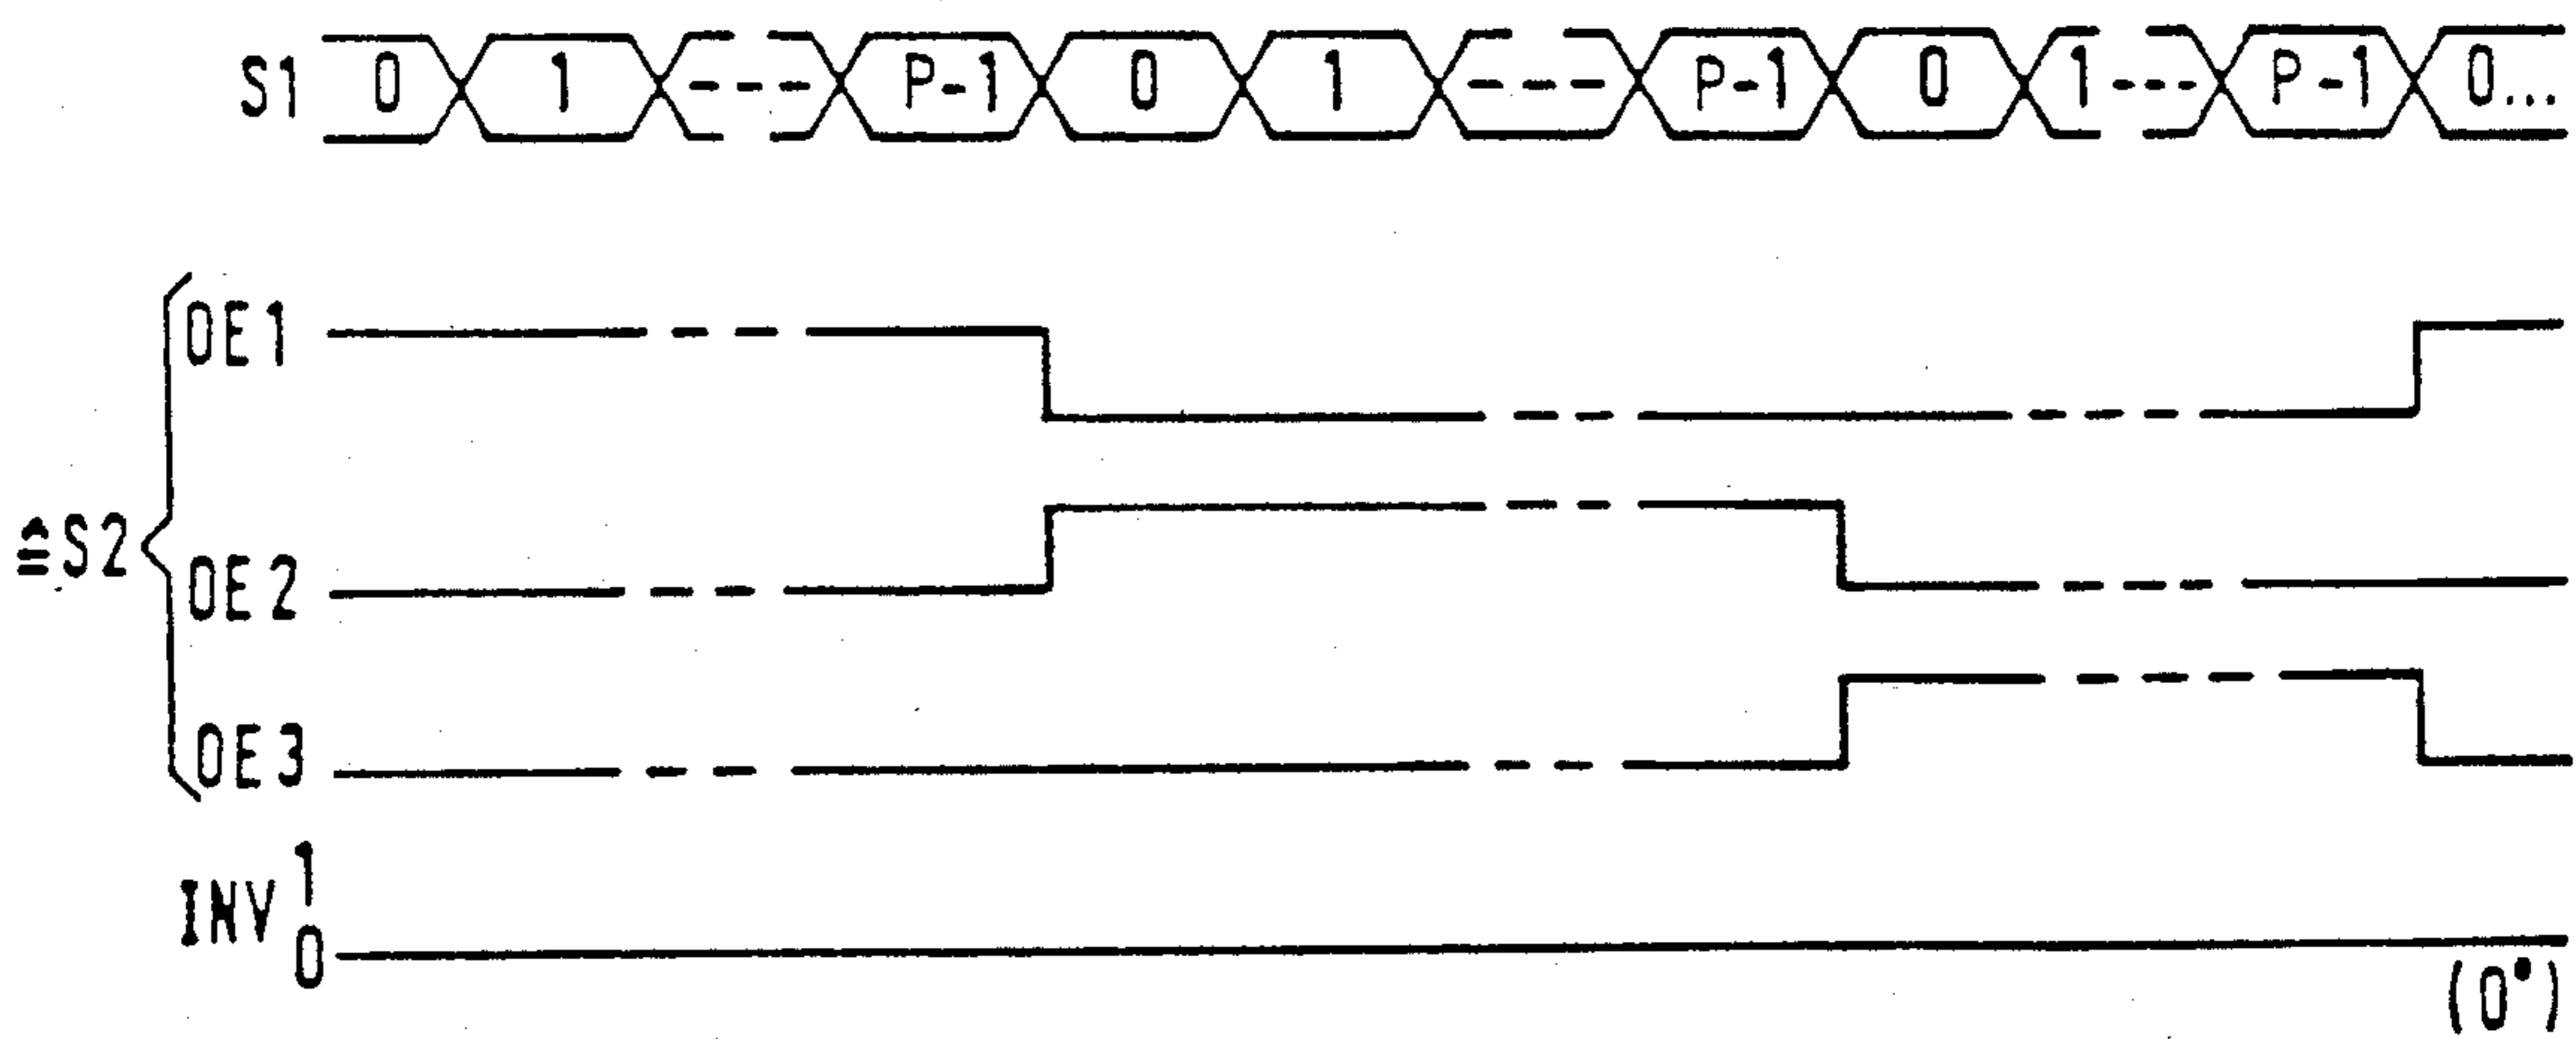 S1 0 1 --- P-1 0 1 --- P-1 0 1 --- P-1 0...
OE1
≙S2
OE2
OE3
1
INV
0
(0°)